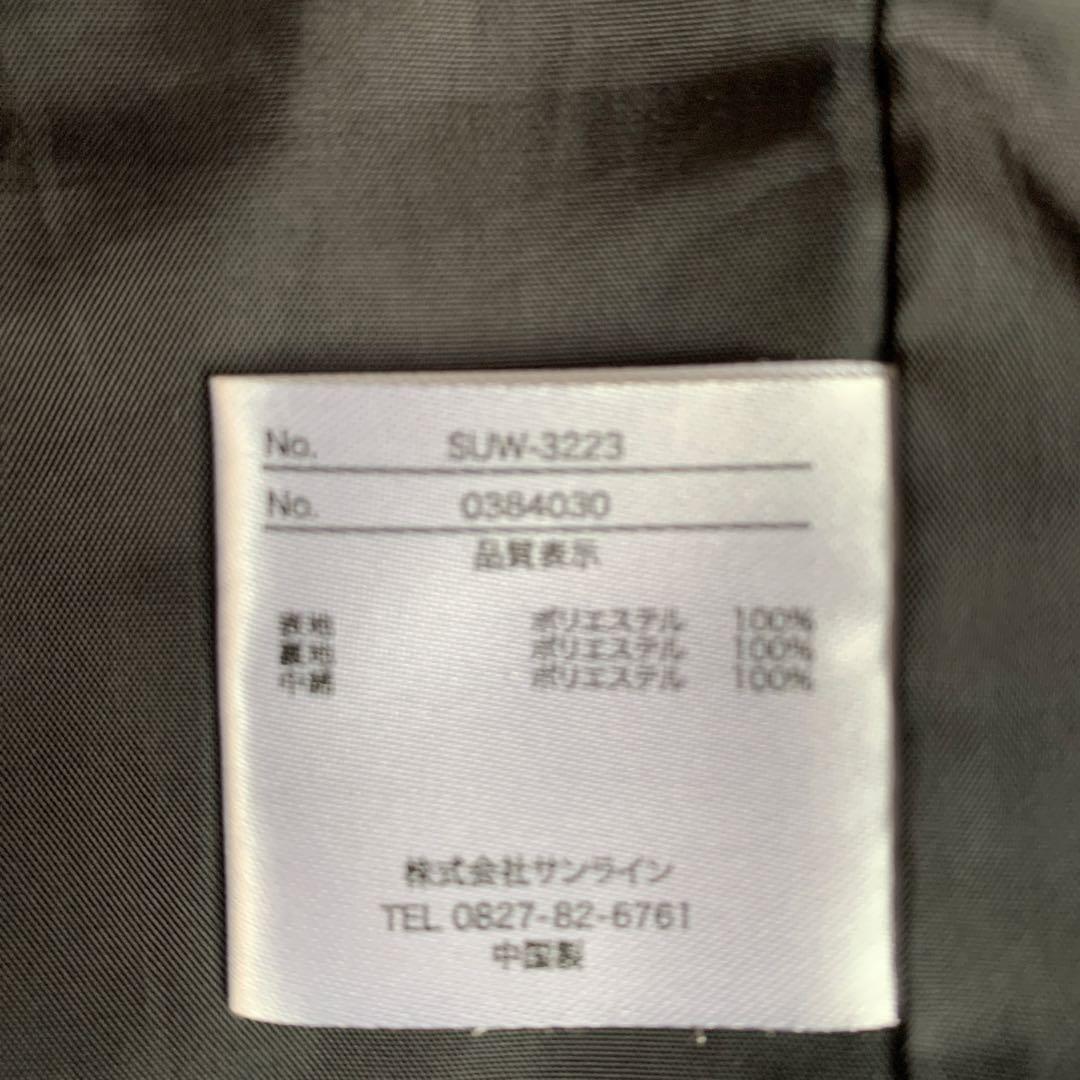 No. SUW-3223
No. 0384030
品質表示
表地 ポリエステル 100%
裏地 ポリエステル 100%
中綿 ポリエステル 100%
株式会社サンライン
TEL 0827-82-6761
中国製